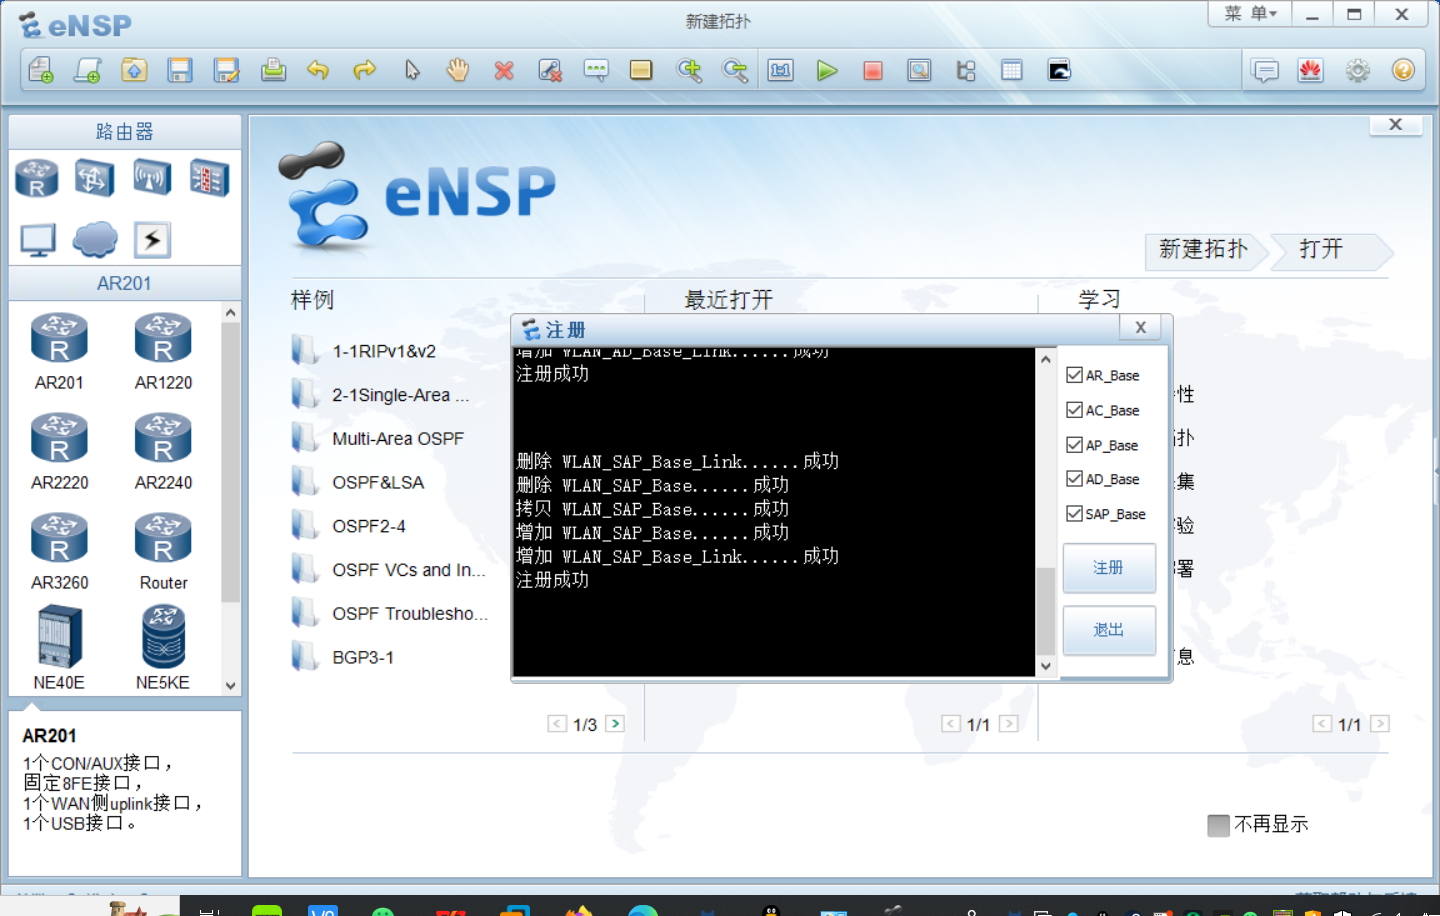 eNSP
新建拓扑
菜 单
路由器
AR201
AR201
AR1220
AR2220
AR2240
AR3260
Router
NE40E
NE5KE
AR201
1个CON/AUX接口，
固定8FE接口，
1个WAN侧uplink接口，
1个USB接口。
eNSP
新建拓扑
打开
样例
最近打开
学习
1-1RIPv1&v2
2-1Single-Area ...
Multi-Area OSPF
OSPF&LSA
OSPF2-4
OSPF VCs and In...
OSPF Troublesho...
BGP3-1
1/3
1/1
1/1
不再显示
注册
增加 WLAN_AD_Base_Link......成功
注册成功
删除 WLAN_SAP_Base_Link......成功
删除 WLAN_SAP_Base......成功
拷贝 WLAN_SAP_Base......成功
增加 WLAN_SAP_Base......成功
增加 WLAN_SAP_Base_Link......成功
注册成功
AR_Base
AC_Base
AP_Base
AD_Base
SAP_Base
注册
退出
性
扑
集
验
署
息